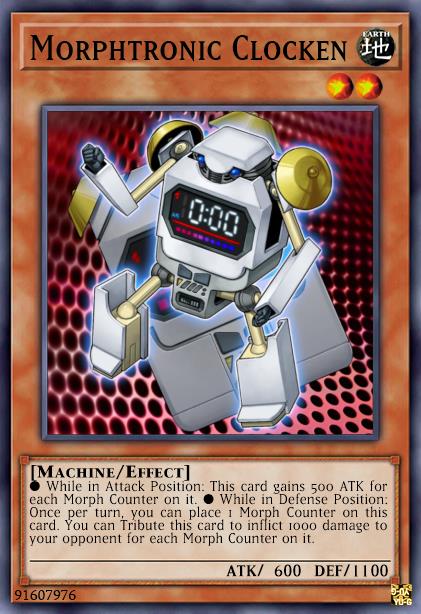 MORPHTRONIC CLOCKEN
EARTH
地
0:00
[MACHINE/EFFECT]
● While in Attack Position: This card gains 500 ATK for
each Morph Counter on it. ● While in Defense Position:
Once per turn, you can place 1 Morph Counter on this
card. You can Tribute this card to inflict 1000 damage to
your opponent for each Morph Counter on it.
ATK/ 600 DEF/1100
91607976